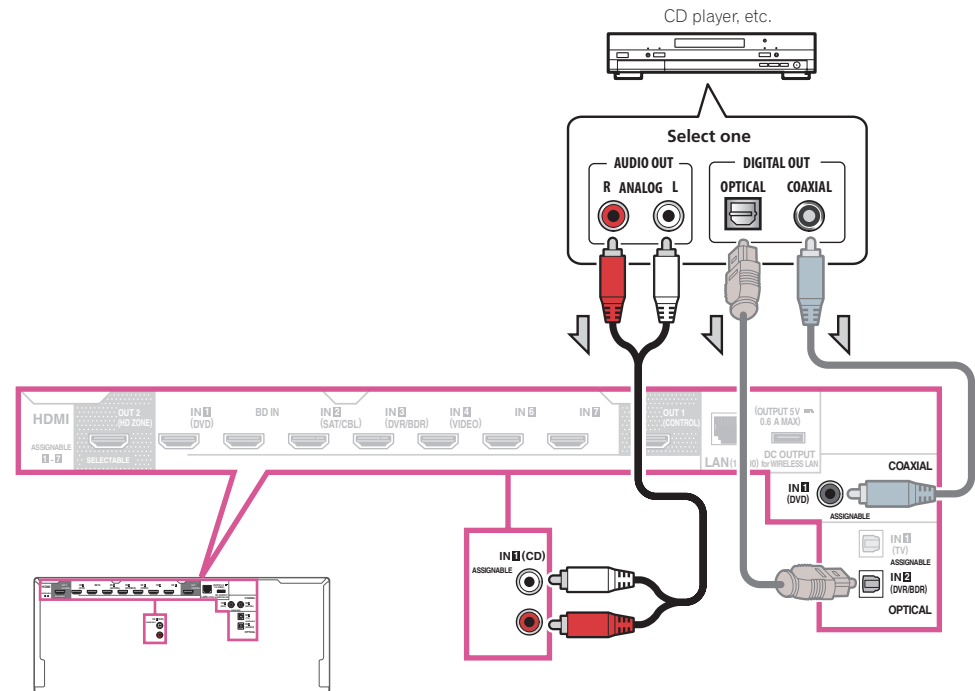 CD player, etc.
Select one
AUDIO OUT
DIGITAL OUT
R ANALOG L
OPTICAL
COAXIAL
HDMI
ASSIGNABLE
1 - 7
OUT 2
(HD ZONE)
SELECTABLE
IN 1
(DVD)
BD IN
IN 2
(SAT/CBL)
IN 3
(DVR/BDR)
IN 4
(VIDEO)
IN 6
IN 7
OUT 1
(CONTROL)
LAN
(OUTPUT 5V
0.6 A MAX)
DC OUTPUT
for WIRELESS LAN
COAXIAL
IN 1
(DVD)
ASSIGNABLE
IN 1
(TV)
ASSIGNABLE
IN 2
(DVR/BDR)
OPTICAL
IN 1 (CD)
ASSIGNABLE
HDMI